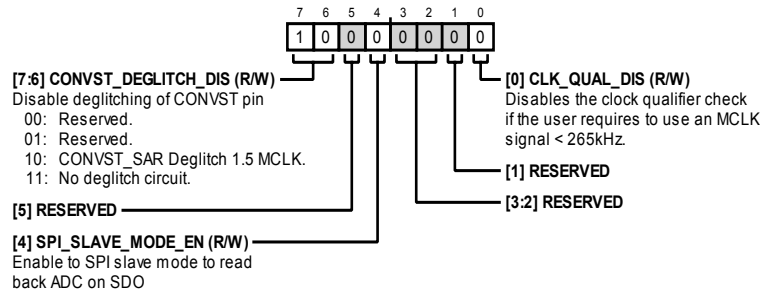 7 6 5 4 3 2 1 0
1 0 0 0 0 0 0 0
[7:6] CONVST_DEGLITCH_DIS (R/W)
Disable deglitching of CONVST pin
00: Reserved.
01: Reserved.
10: CONVST_SAR Deglitch 1.5 MCLK.
11: No deglitch circuit.
[5] RESERVED
[4] SPI_SLAVE_MODE_EN (R/W)
Enable to SPI slave mode to read
back ADC on SDO
[0] CLK_QUAL_DIS (R/W)
Disables the clock qualifier check
if the user requires to use an MCLK
signal < 265kHz.
[1] RESERVED
[3:2] RESERVED